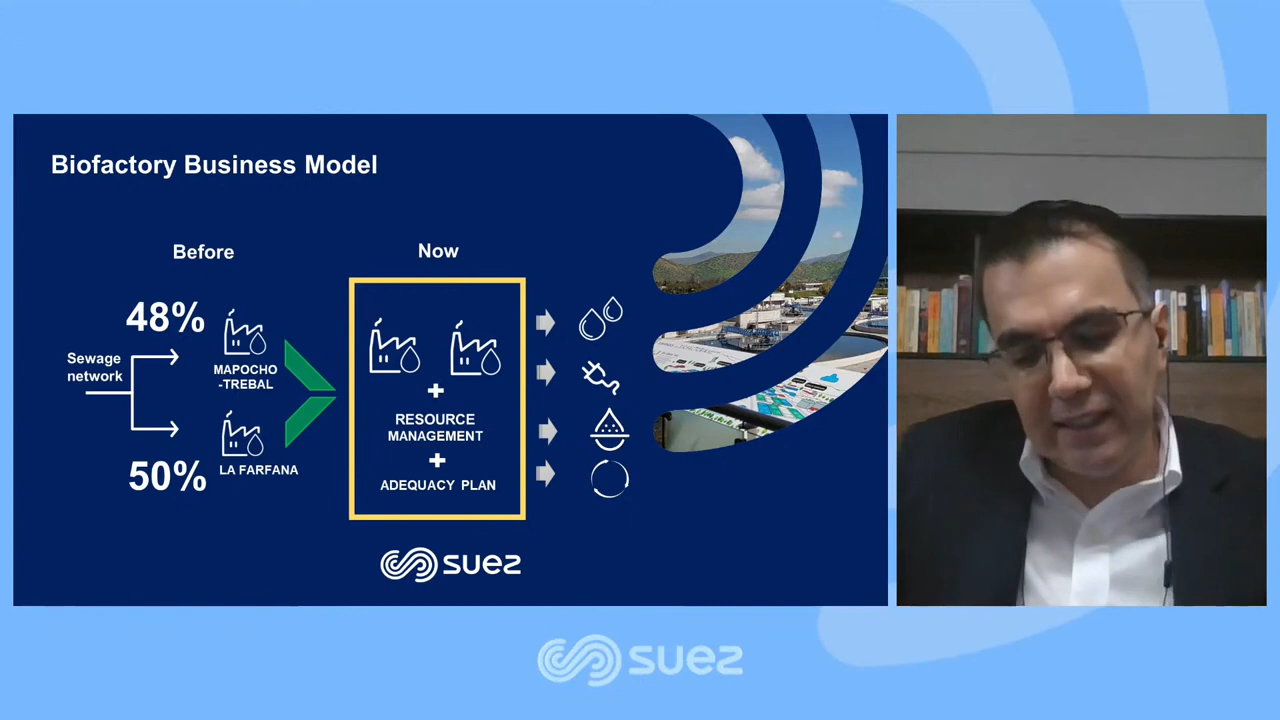 Biofactory Business Model
Before
Now
48%
Sewage
network
MAPOCHO
-TREBAL
50%
LA FARFANA
RESOURCE
MANAGEMENT
ADEQUACY PLAN
suez
suez